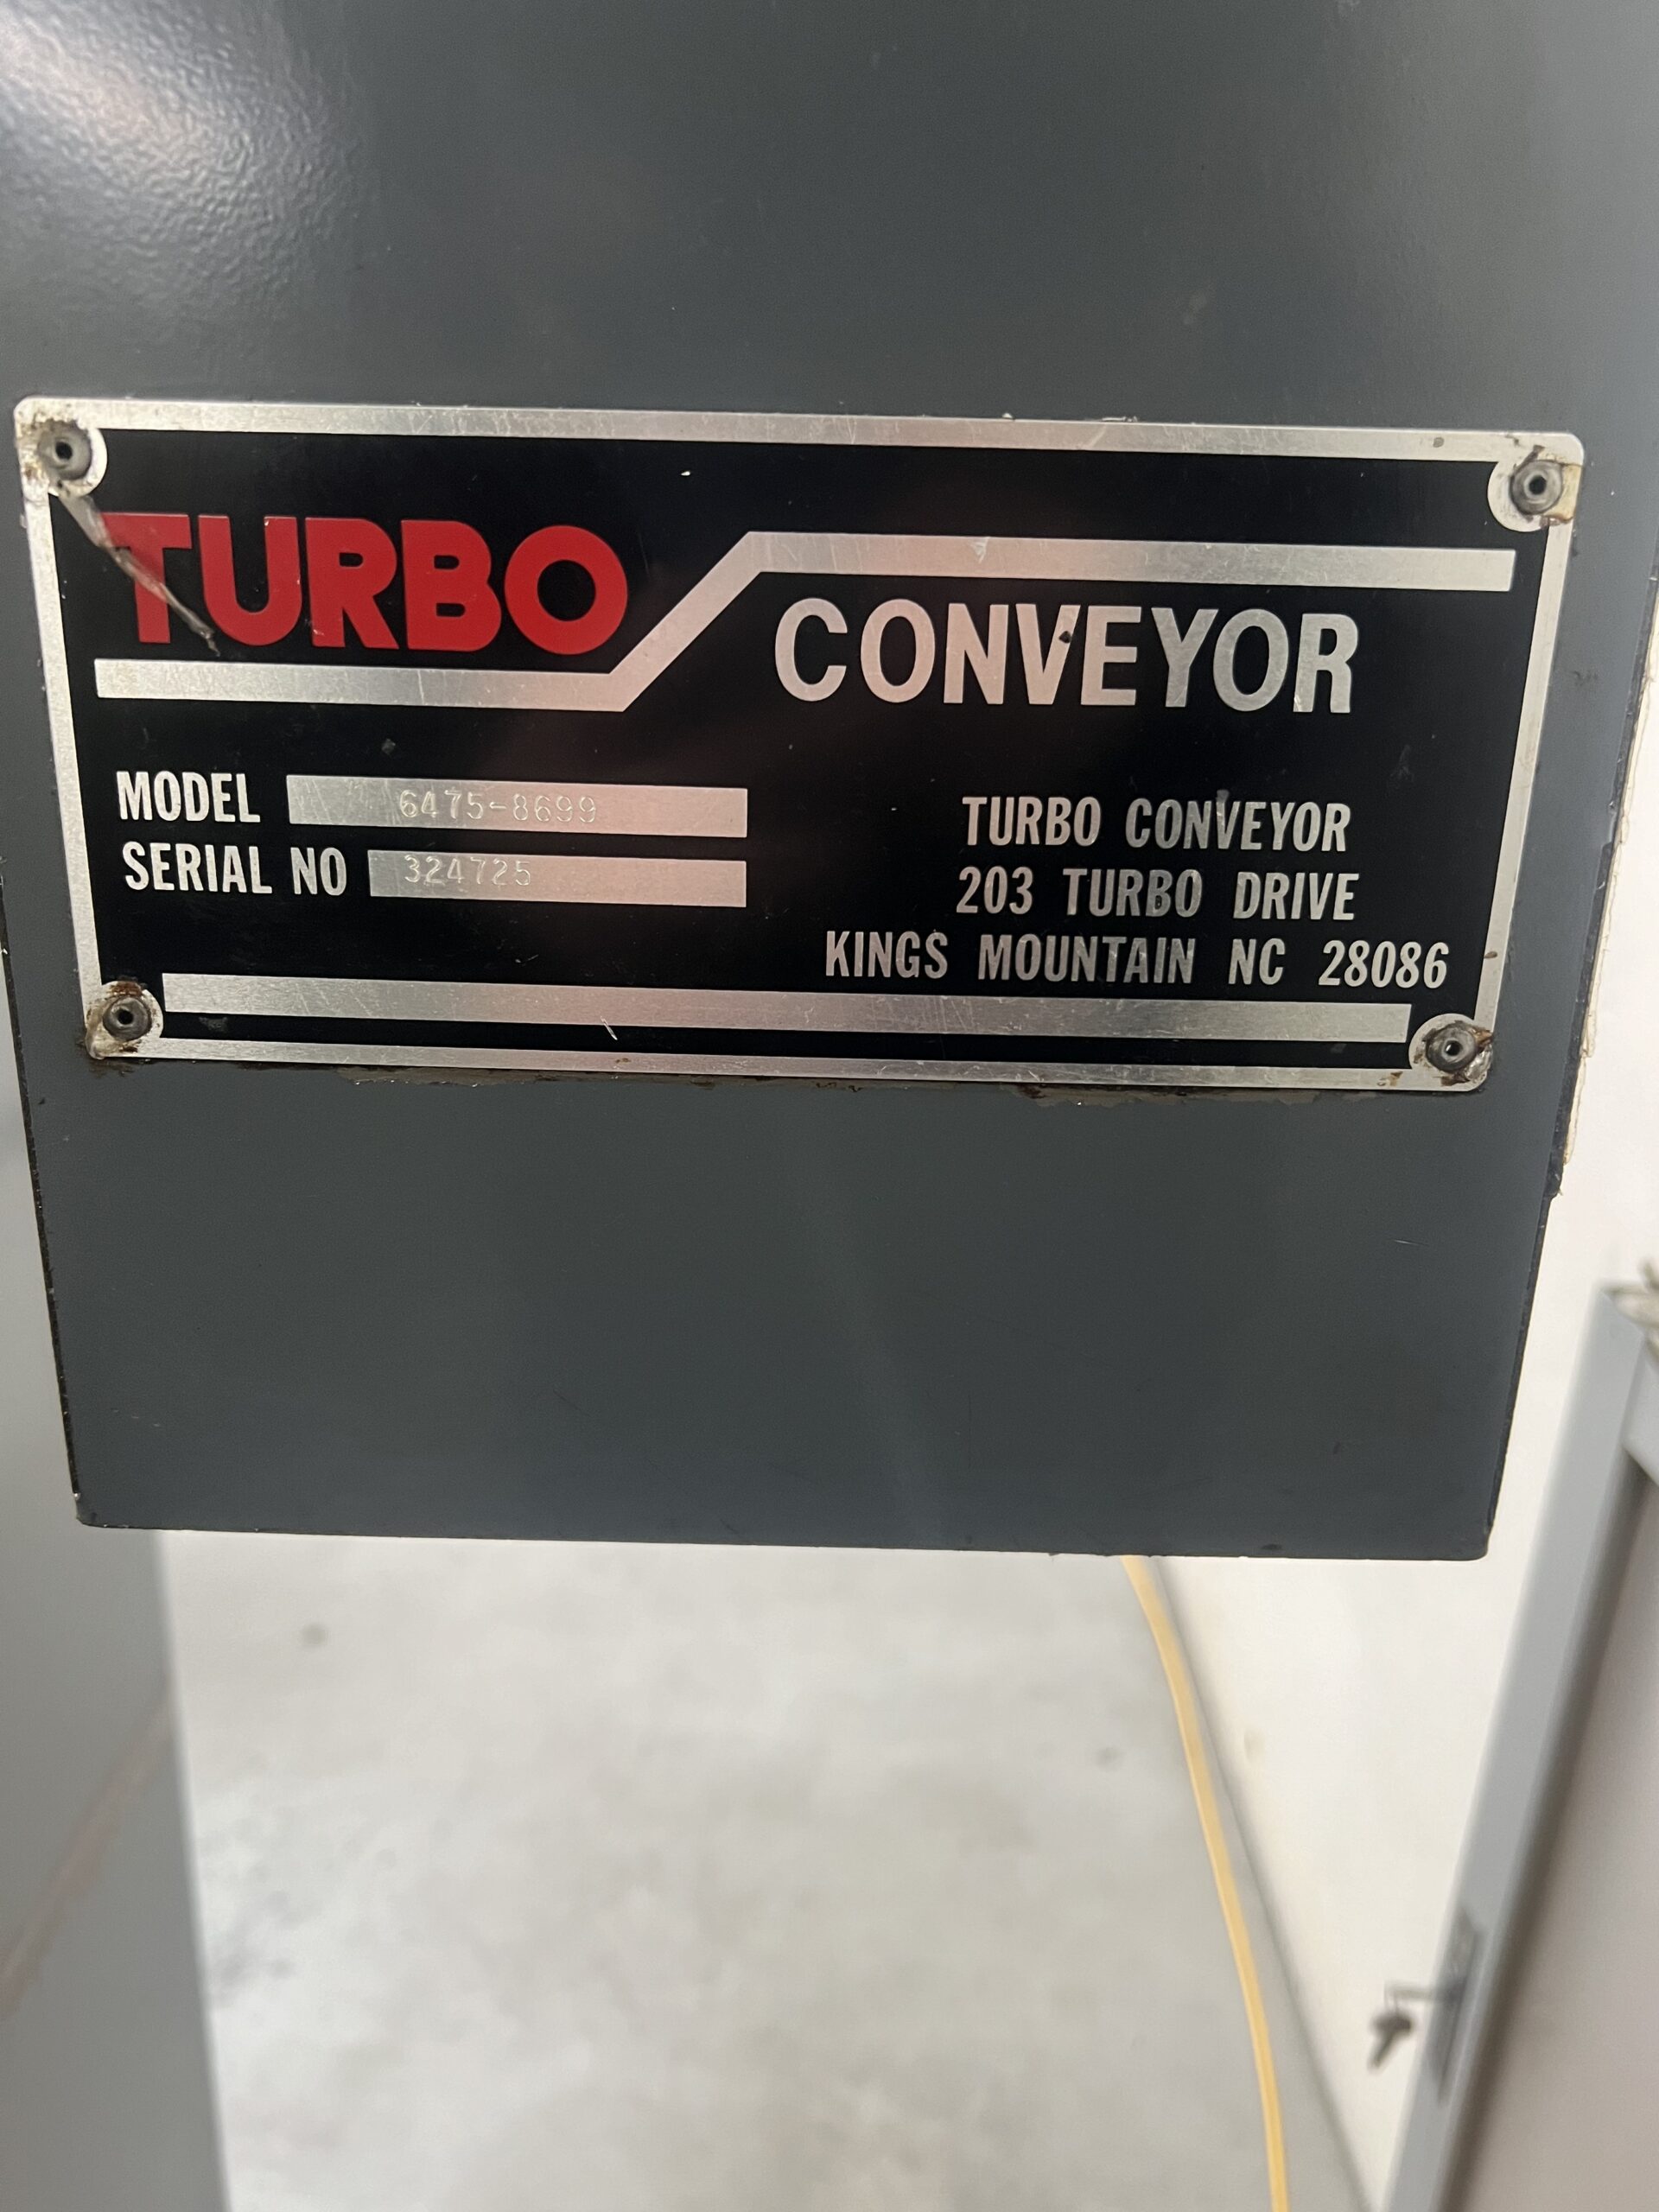 TURBO CONVEYOR
MODEL 6475-8699
SERIAL NO 324725
TURBO CONVEYOR
203 TURBO DRIVE
KINGS MOUNTAIN NC 28086